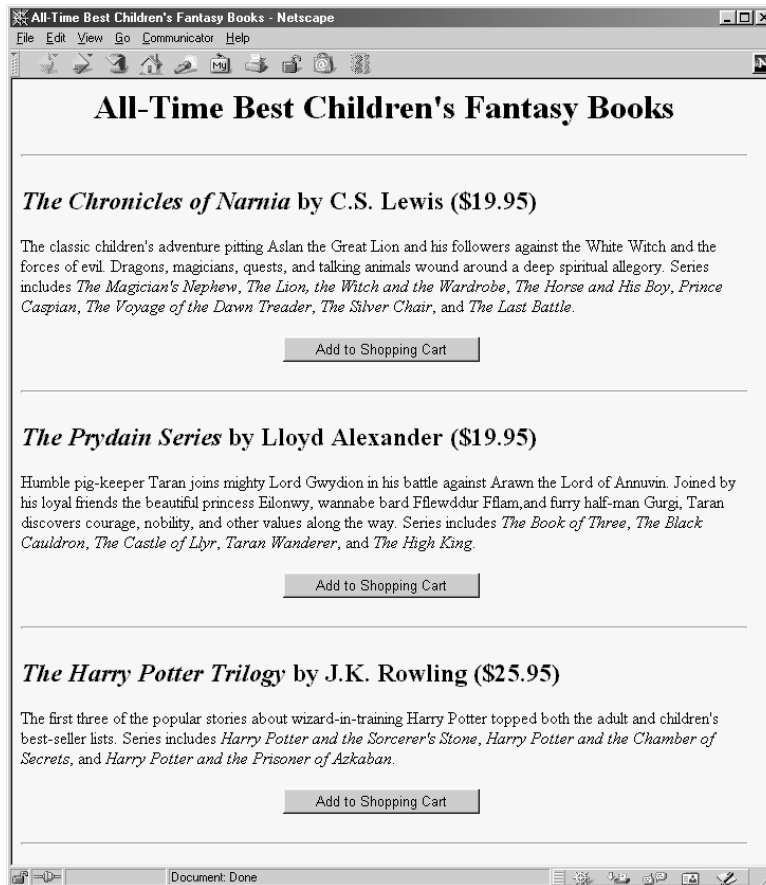 All-Time Best Children's Fantasy Books - Netscape
File Edit View Go Communicator Help
My
N
All-Time Best Children's Fantasy Books
The Chronicles of Narnia by C.S. Lewis ($19.95)
The classic children's adventure pitting Aslan the Great Lion and his followers against the White Witch and the
forces of evil. Dragons, magicians, quests, and talking animals wound around a deep spiritual allegory. Series
includes The Magician's Nephew, The Lion, the Witch and the Wardrobe, The Horse and His Boy, Prince
Caspian, The Voyage of the Dawn Treader, The Silver Chair, and The Last Battle.
Add to Shopping Cart
The Prydain Series by Lloyd Alexander ($19.95)
Humble pig-keeper Taran joins mighty Lord Gwydion in his battle against Arawn the Lord of Annuvin. Joined by
his loyal friends the beautiful princess Eilonwy, wannabe bard Fflewddur Fflam,and furry half-man Gurgi, Taran
discovers courage, nobility, and other values along the way. Series includes The Book of Three, The Black
Cauldron, The Castle of Llyr, Taran Wanderer, and The High King.
Add to Shopping Cart
The Harry Potter Trilogy by J.K. Rowling ($25.95)
The first three of the popular stories about wizard-in-training Harry Potter topped both the adult and children's
best-seller lists. Series includes Harry Potter and the Sorcerer's Stone, Harry Potter and the Chamber of
Secrets, and Harry Potter and the Prisoner of Azkaban.
Add to Shopping Cart
Document: Done